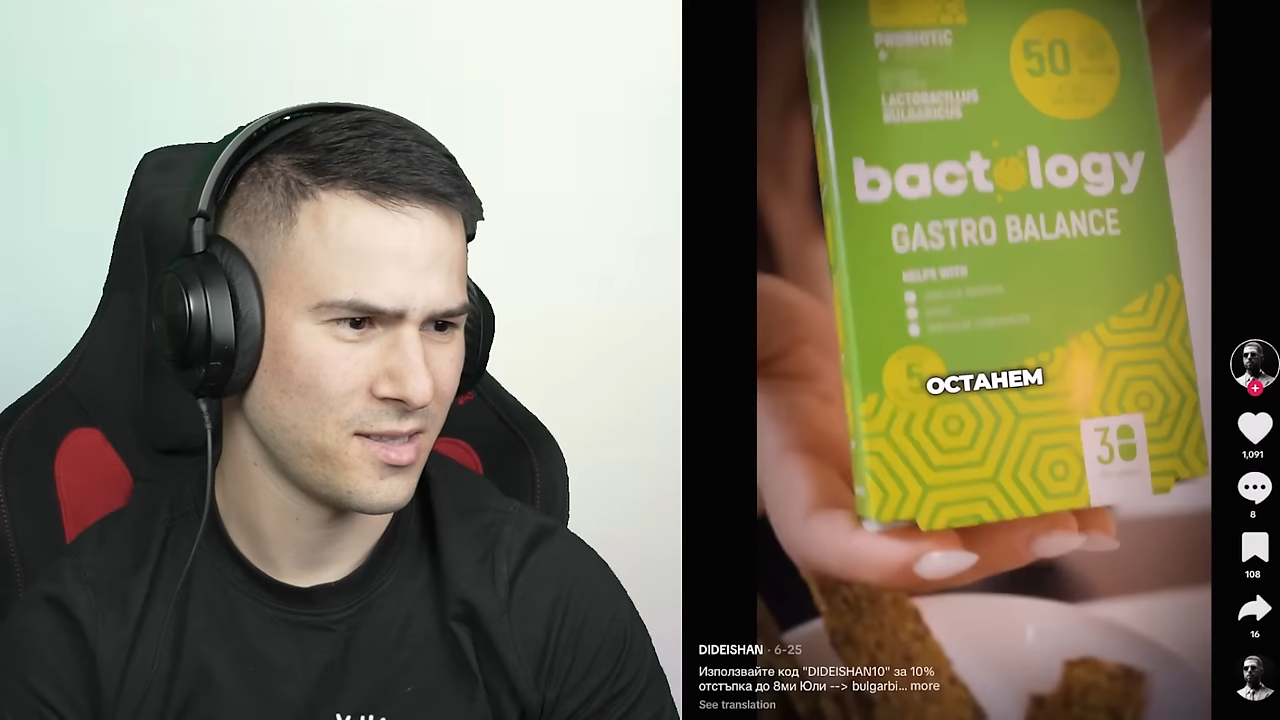 PROBIOTIC
+
50
LACTOBACILLUS
BULGARICUS
bactology
GASTRO BALANCE
HELPS WITH
5
ОСТАНЕМ
30
1,091
8
108
16
DIDEISHAN · 6-25
Използвайте код "DIDEISHAN10" за 10%
отстъпка до 8ми Юли --> bulgarbi... more
See translation